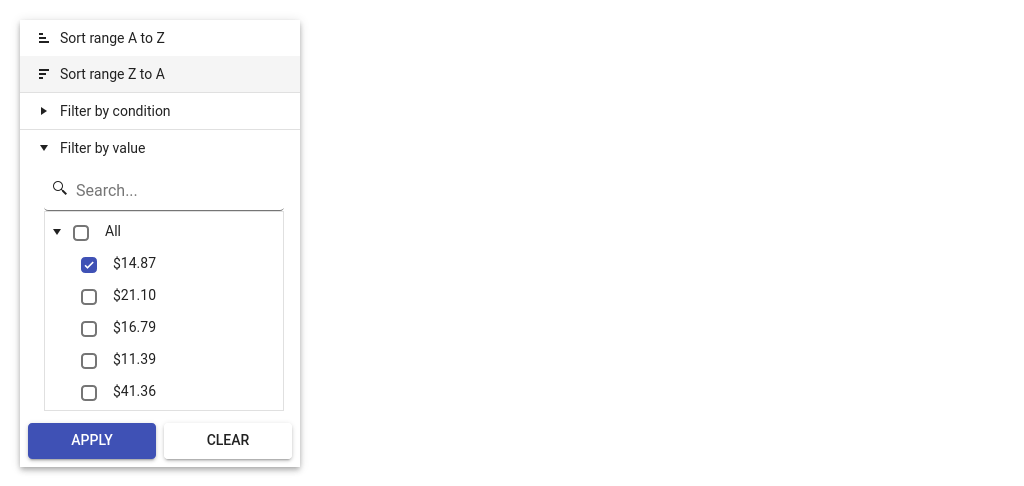 Sort range A to Z
Sort range Z to A
Filter by condition
Filter by value
Search...
All
$14.87
$21.10
$16.79
$11.39
$41.36
APPLY CLEAR